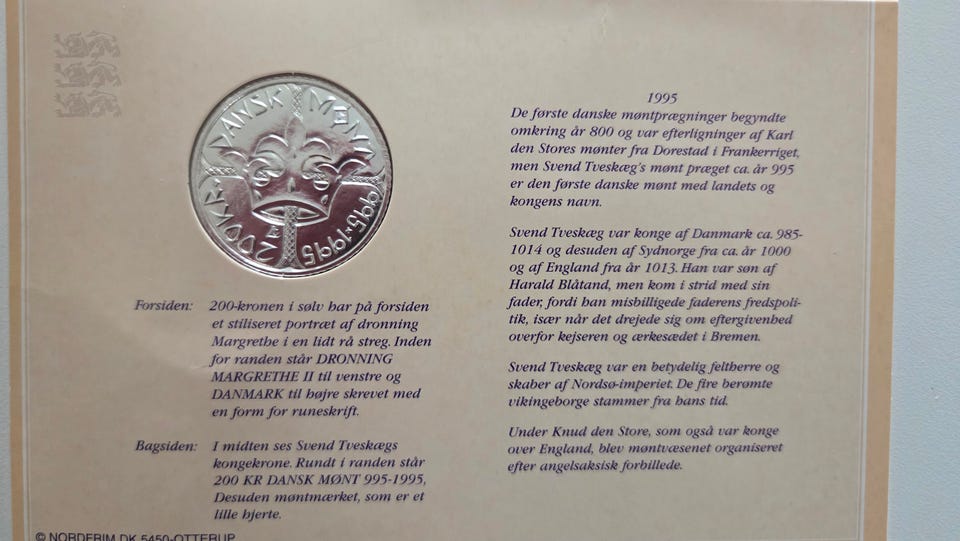 200 KR. DANSK MØNT 995·1995
Forsiden: 200-kronen i sølv har på forsiden
et stiliseret portræt af dronning
Margrethe i en lidt rå streg. Inden
for randen står DRONNING
MARGRETHE II til venstre og
DANMARK til højre skrevet med
en form for runeskrift.
Bagsiden: I midten ses Svend Tveskægs
kongekrone. Rundt i randen står
200 KR DANSK MØNT 995-1995,
Desuden møntmærket, som er et
lille hjerte.
© NORDFRIM DK 5450-OTTERUP
1995
De første danske møntprægninger begyndte
omkring år 800 og var efterligninger af Karl
den Stores mønter fra Dorestad i Frankerriget,
men Svend Tveskæg's mønt præget ca. år 995
er den første danske mønt med landets og
kongens navn.
Svend Tveskæg var konge af Danmark ca. 985-
1014 og desuden af Sydnorge fra ca. år 1000
og af England fra år 1013. Han var søn af
Harald Blåtand, men kom i strid med sin
fader, fordi han misbilligede faderens fredspoli-
tik, især når det drejede sig om eftergivenhed
overfor kejseren og ærkesædet i Bremen.
Svend Tveskæg var en betydelig feltherre og
skaber af Nordsø-imperiet. De fire berømte
vikingeborge stammer fra hans tid.
Under Knud den Store, som også var konge
over England, blev møntvæsenet organiseret
efter angelsaksisk forbillede.